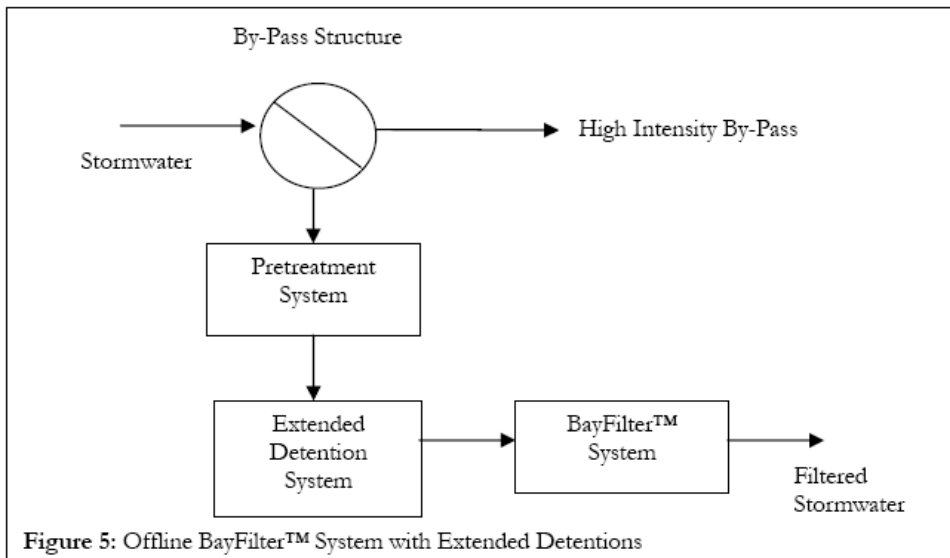 By-Pass Structure
Stormwater
High Intensity By-Pass
Pretreatment
System
Extended
Detention
System
BayFilter™
System
Filtered
Stormwater
Figure 5: Offline BayFilter™ System with Extended Detentions